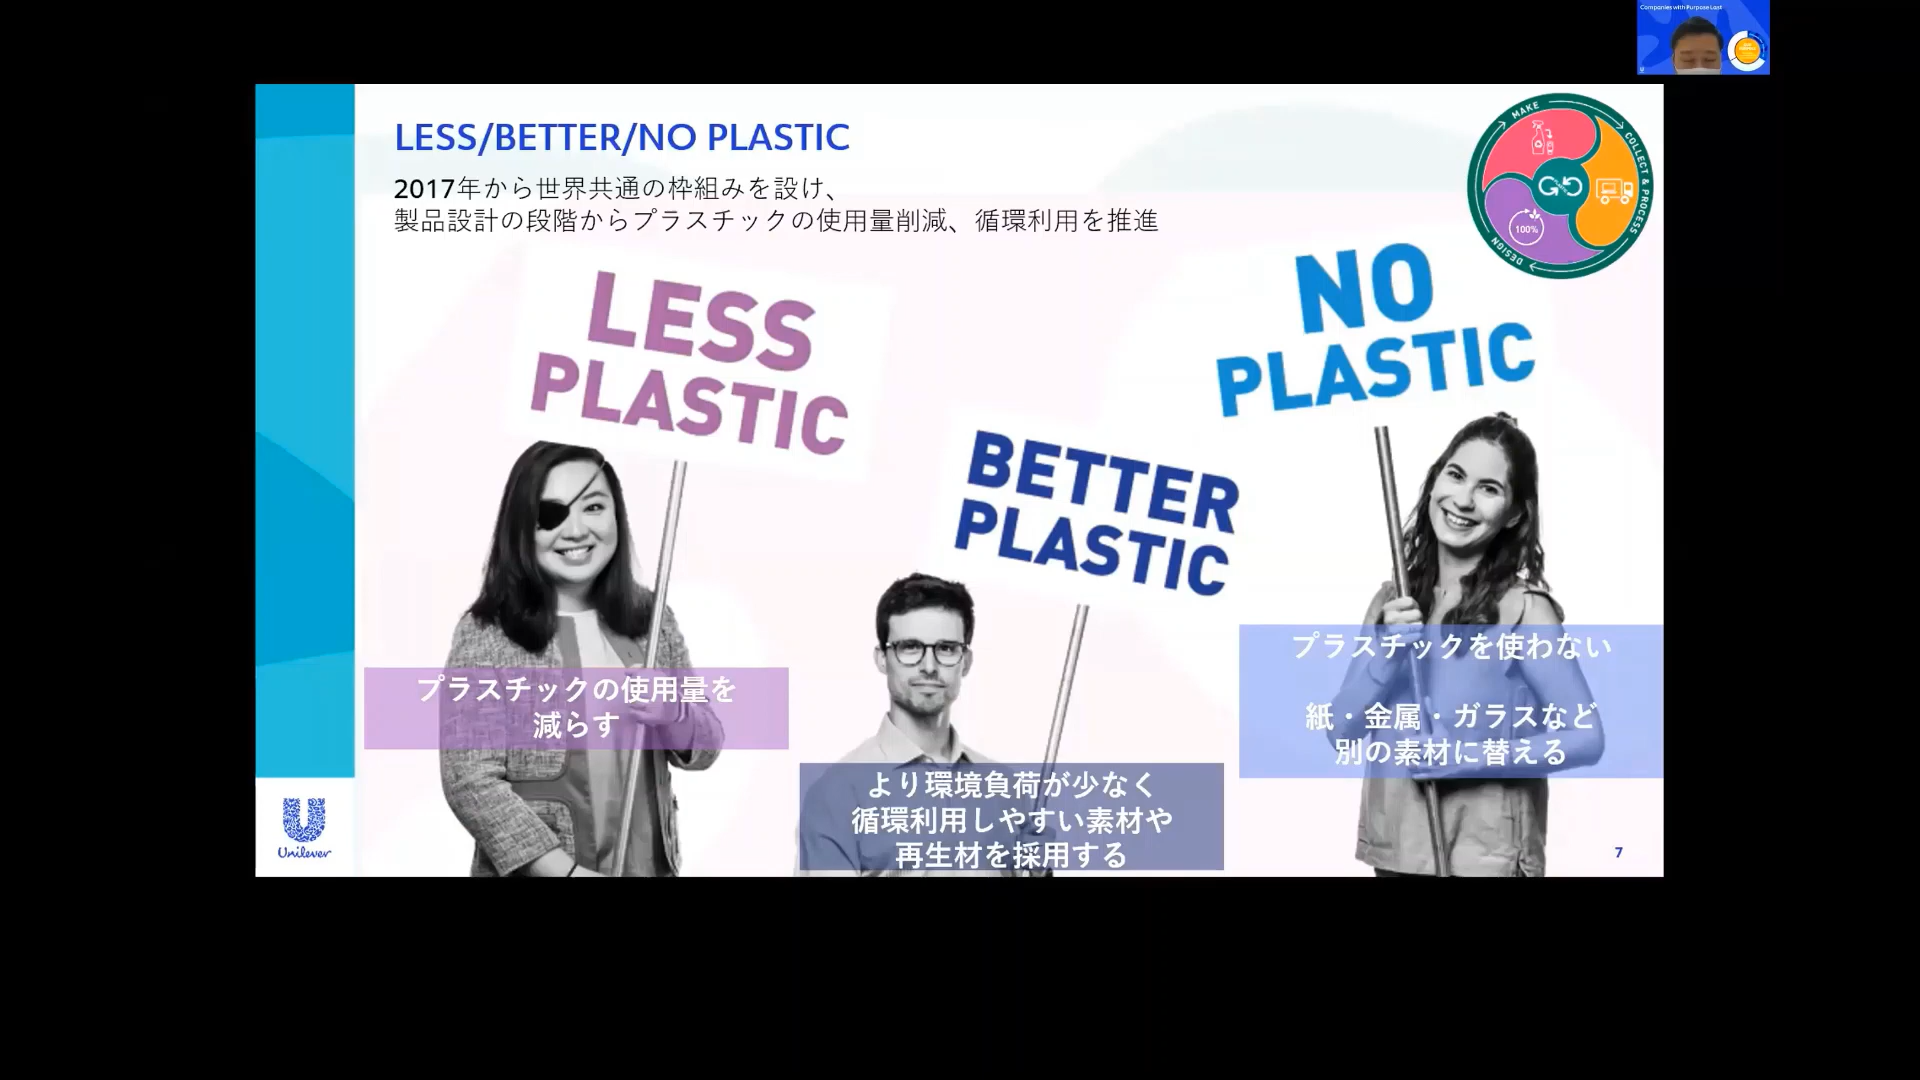 Companies with Purpose Last
LESS/BETTER/NO PLASTIC
2017年から世界共通の枠組みを設け、
製品設計の段階からプラスチックの使用量削減、循環利用を推進
MAKE
COLLECT & PROCESS
DESIGN
100%
LESS
PLASTIC
NO
PLASTIC
BETTER
PLASTIC
プラスチックの使用量を
減らす
より環境負荷が少なく
循環利用しやすい素材や
再生材を採用する
プラスチックを使わない
紙・金属・ガラスなど
別の素材に替える
Unilever
7